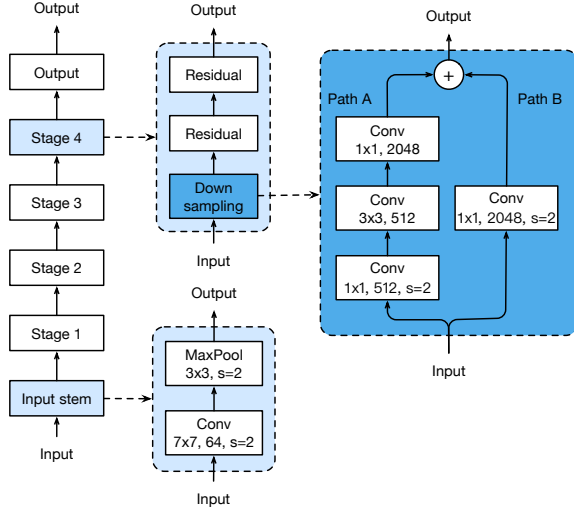 Output
Output
Stage 4
Stage 3
Stage 2
Stage 1
Input stem
Input
Output
Residual
Residual
Down
sampling
Input
Output
MaxPool
3x3, s=2
Conv
7x7, 64, s=2
Input
Output
+
Path A
Path B
Conv
1x1, 2048
Conv
3x3, 512
Conv
1x1, 2048, s=2
Conv
1x1, 512, s=2
Input